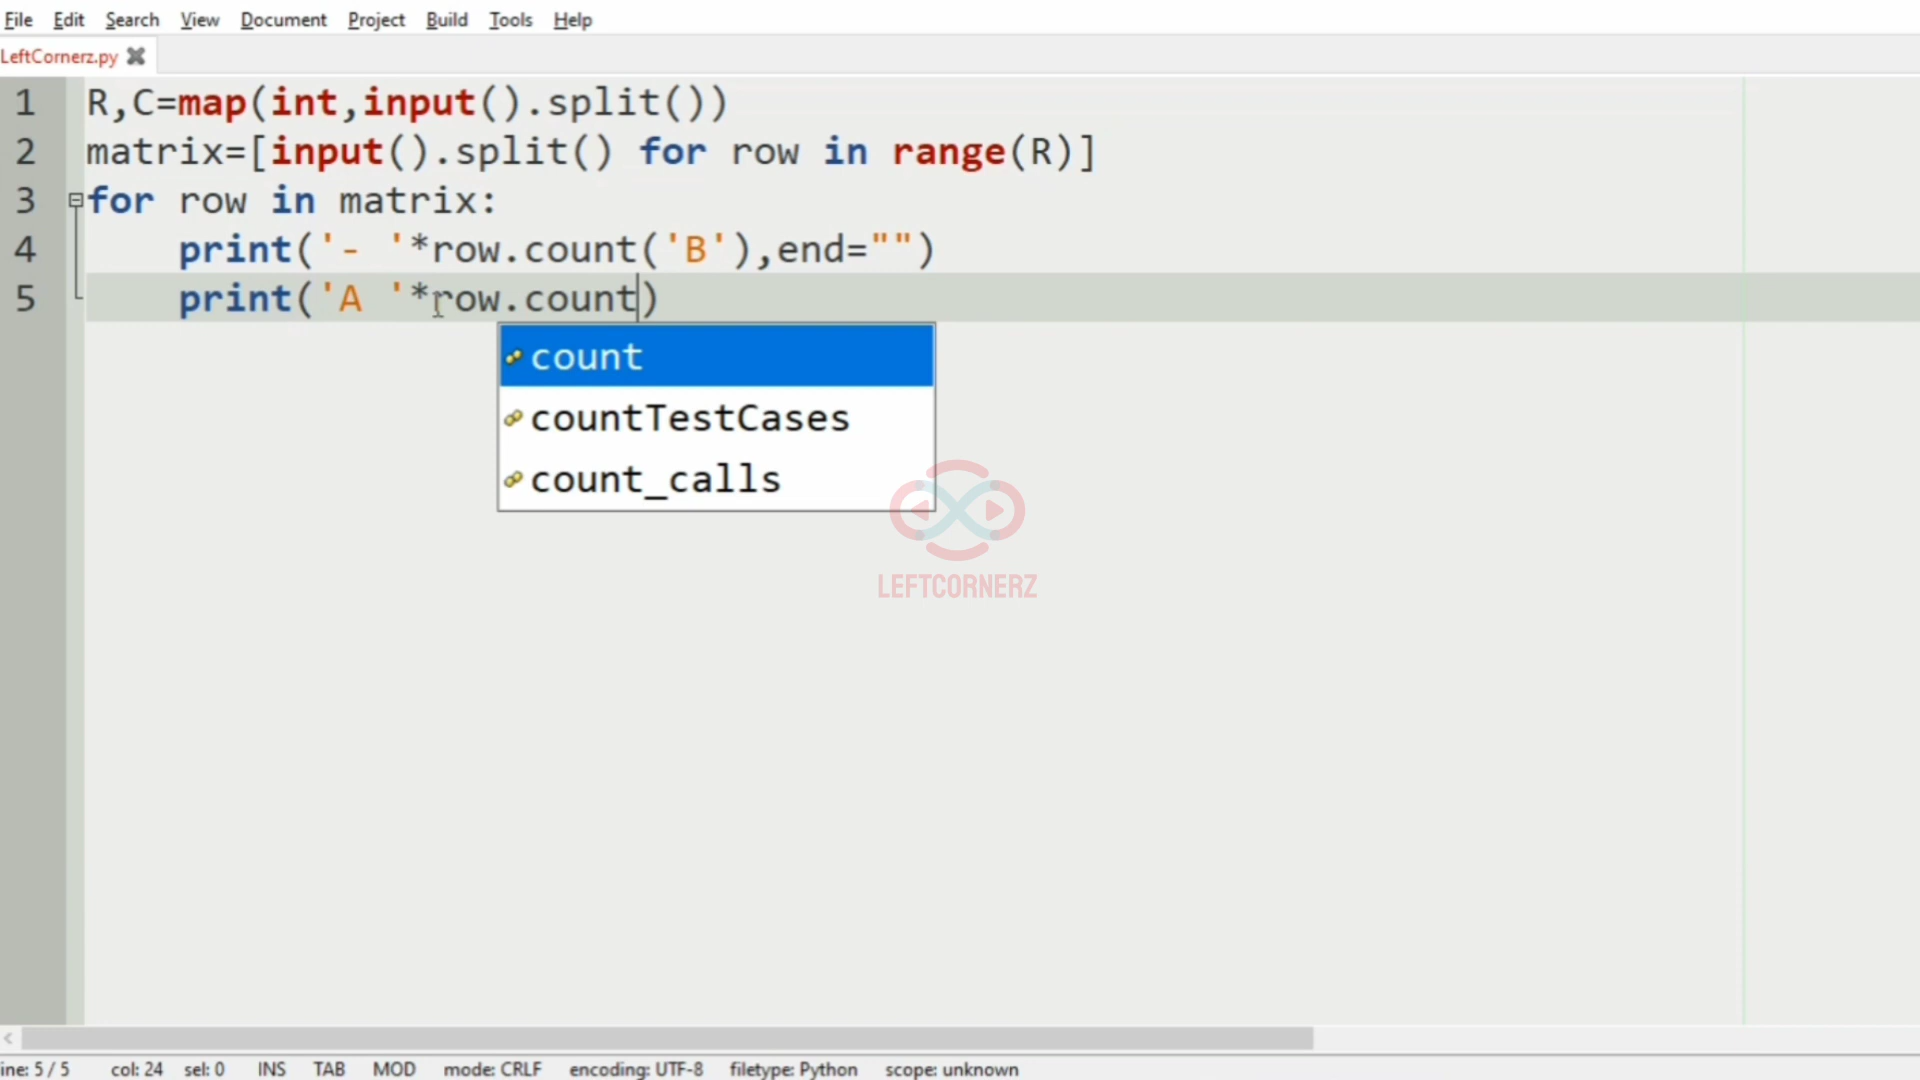 File Edit Search View Document Project Build Tools Help
LeftCornerz.py
1 R,C=map(int,input().split())
2 matrix=[input().split() for row in range(R)]
3 for row in matrix:
4     print('- '*row.count('B'),end="")
5     print('A '*row.count)
count
countTestCases
count_calls
LEFTCORNERZ
ine: 5 / 5 col: 24 sel: 0 INS TAB MOD mode: CRLF encoding: UTF-8 filetype: Python scope: unknown